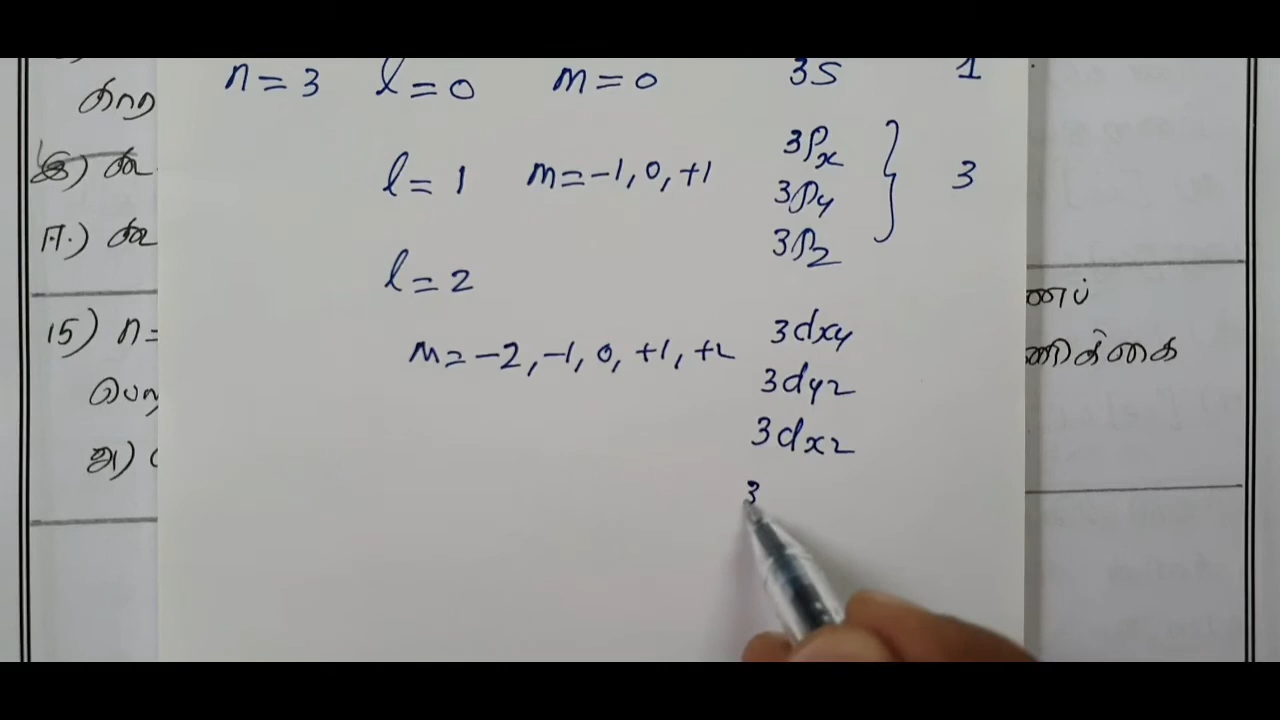 n = 3 l = 0 m = 0 3s 1
l = 1 m = -1, 0, +1 3px 3py 3pz } 3
l = 2
m = -2, -1, 0, +1, +2 3dxy
3dyz
3dxz
3
15) n=
பெற
அ)
ணப்
ணிக்கை